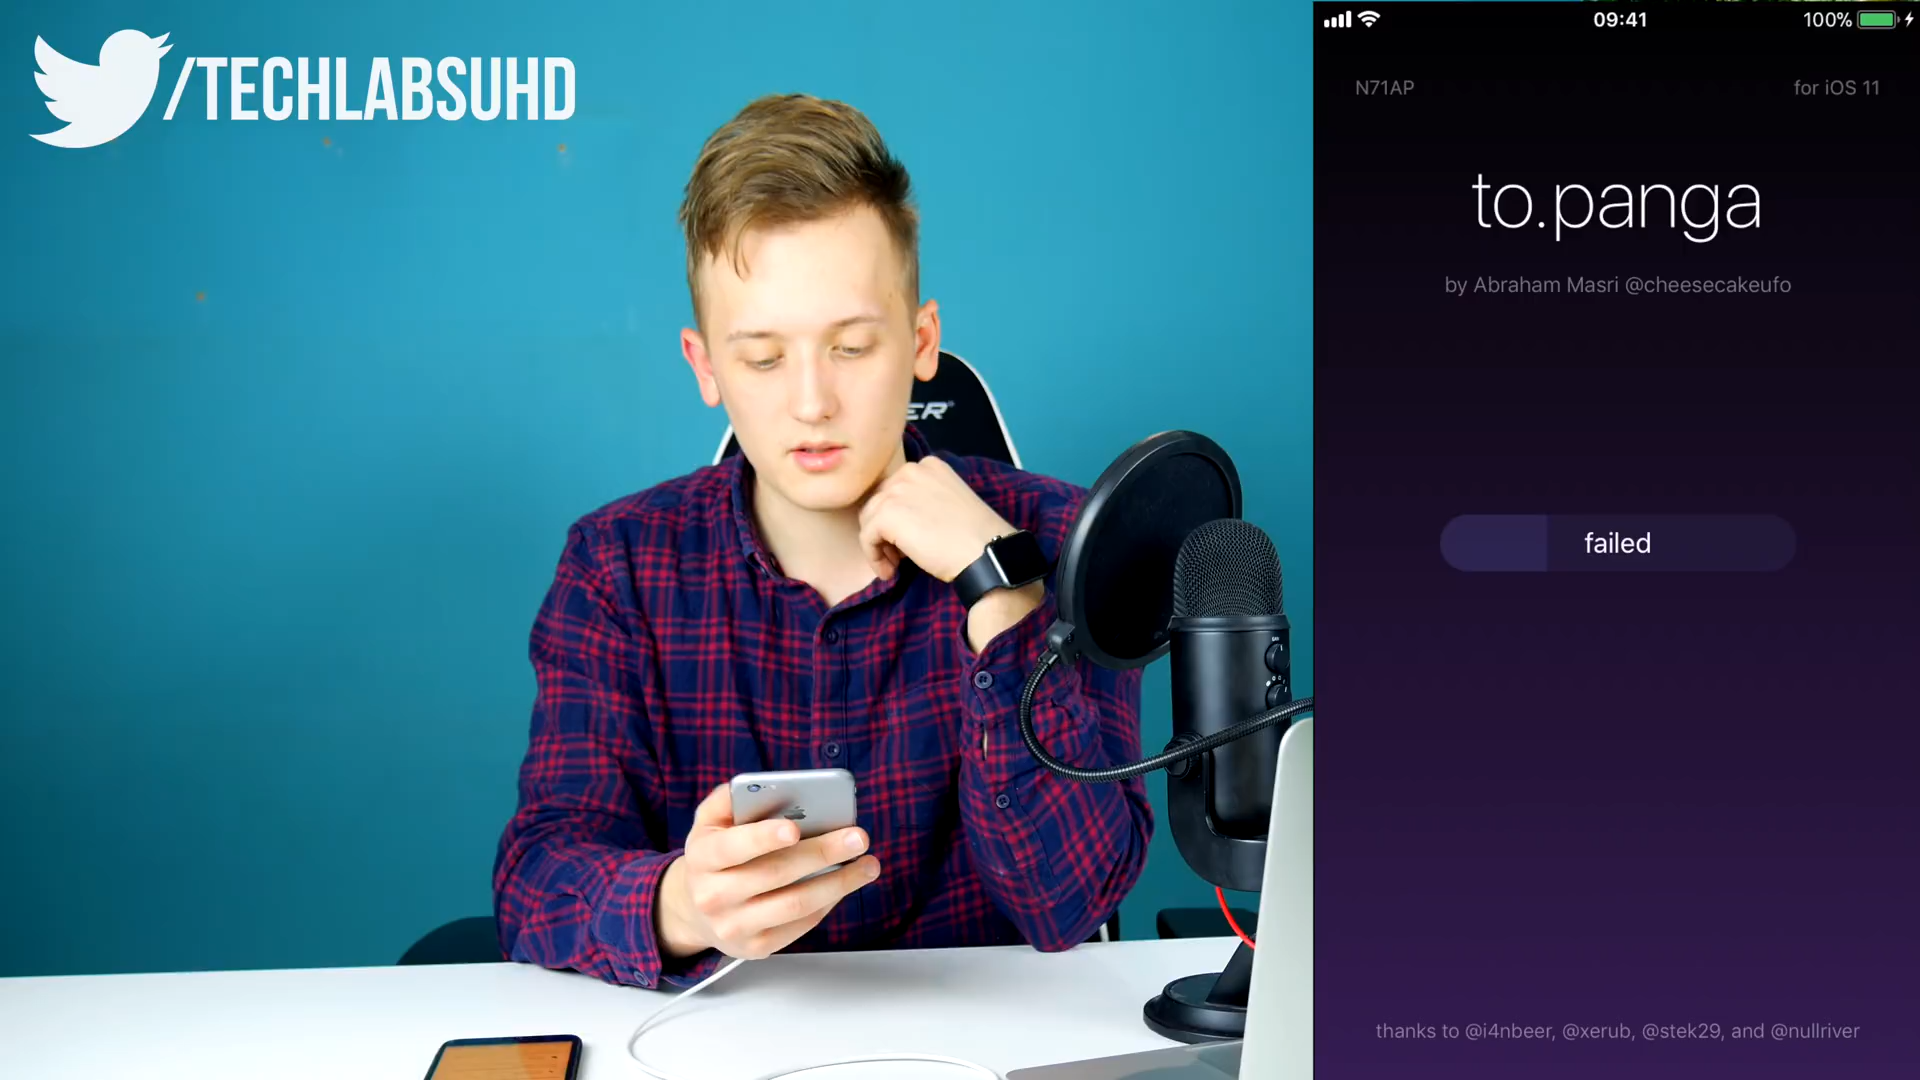 /TECHLABSUHD
09:41
100%
N71AP
for iOS 11
to.panga
by Abraham Masri @cheesecakeufo
ER
failed
thanks to @i4nbeer, @xerub, @stek29, and @nullriver